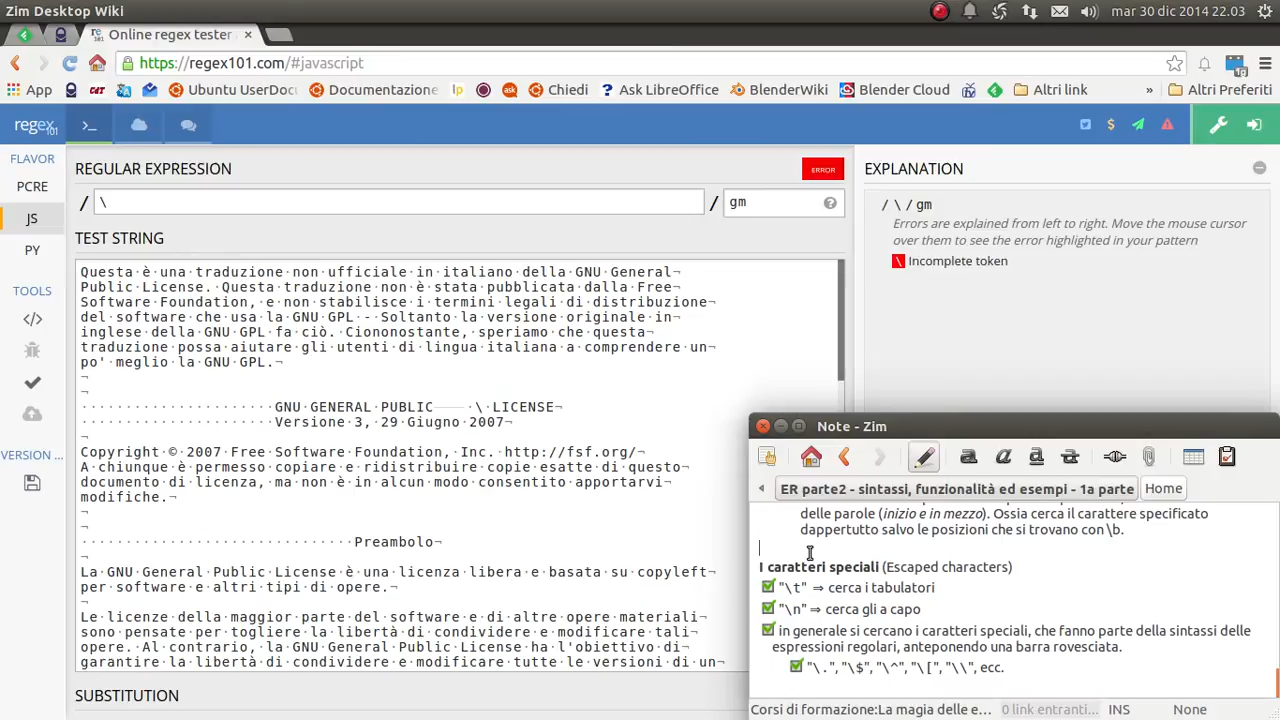 Zim Desktop Wiki
mar 30 dic 2014 22.03
Online regex tester
https://regex101.com/#javascript
App
CAT
Ubuntu UserDocu
Documentazione
lp
ask
Chiedi
? Ask LibreOffice
BlenderWiki
Blender Cloud
Altri link
»
Altri Preferiti
regex101
>_
$
FLAVOR
PCRE
JS
PY
TOOLS
</>
VERSION ...
REGULAR EXPRESSION
ERROR
/ \ / gm
TEST STRING
Questa·è·una·traduzione·non·ufficiale·in·italiano·della·GNU·General¬
Public·License.·Questa·traduzione·non·è·stata·pubblicata·dalla·Free·
Software·Foundation,·e·non·stabilisce·i·termini·legali·di·distribuzione¬
del·software·che·usa·la·GNU·GPL·-·Soltanto·la·versione·originale·in¬
inglese·della·GNU·GPL·fa·ciò.·Ciononostante,·speriamo·che·questa¬
traduzione·possa·aiutare·gli·utenti·di·lingua·italiana·a·comprendere·un¬
po'·meglio·la·GNU·GPL.¬
¬
¬
······················GNU·GENERAL·PUBLIC \·LICENSE¬
······················Versione·3,·29·Giugno·2007¬
¬
Copyright·©·2007·Free·Software·Foundation,·Inc.·http://fsf.org/¬
A·chiunque·è·permesso·copiare·e·ridistribuire·copie·esatte·di·questo¬
documento·di·licenza,·ma·non·è·in·alcun·modo·consentito·apportarvi¬
modifiche.¬
¬
¬
·······························Preambolo¬
¬
La·GNU·General·Public·License·è·una·licenza·libera·e·basata·su·copyleft¬
per·software·e·altri·tipi·di·opere.¬
¬
Le·licenze·della·maggior·parte·del·software·e·di·altre·opere·materiali¬
sono·pensate·per·togliere·la·libertà·di·condividere·e·modificare·tali¬
opere.·Al·contrario,·la·GNU·General·Public·License·ha·l'obiettivo·di¬
garantire·la·libertà·di·condividere·e·modificare·tutte·le·versioni·di·un¬
SUBSTITUTION
EXPLANATION
/ \ / gm
Errors are explained from left to right. Move the mouse cursor
over them to see the error highlighted in your pattern
\ Incomplete token
Note - Zim
ER parte2 - sintassi, funzionalità ed esempi - 1a parte
Home
delle parole (inizio e in mezzo). Ossia cerca il carattere specificato
dappertutto salvo le posizioni che si trovano con \b.
I caratteri speciali (Escaped characters)
"\t" ⇒ cerca i tabulatori
"\n" ⇒ cerca gli a capo
in generale si cercano i caratteri speciali, che fanno parte della sintassi delle
espressioni regolari, anteponendo una barra rovesciata.
"\.", "\$", "\^", "\[", "\\", ecc.
Corsi di formazione:La magia delle e...
0 link entranti...
INS
None